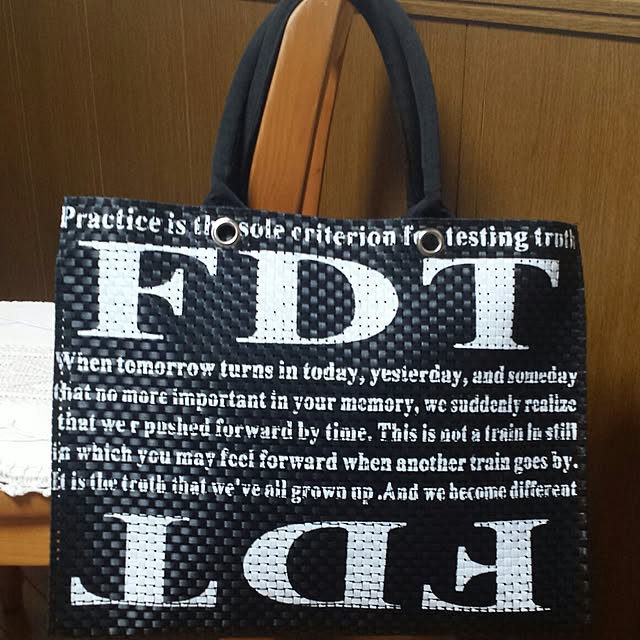 Practice is the sole criterion for testing truth
FDT
When tomorrow turns in today, yesterday, and someday
that no more important in your memory, we suddenly realize
that we r pushed forward by time. This is not a train in still
in which you may feel forward when another train goes by.
it is the truth that we've all grown up .And we become different
FDT